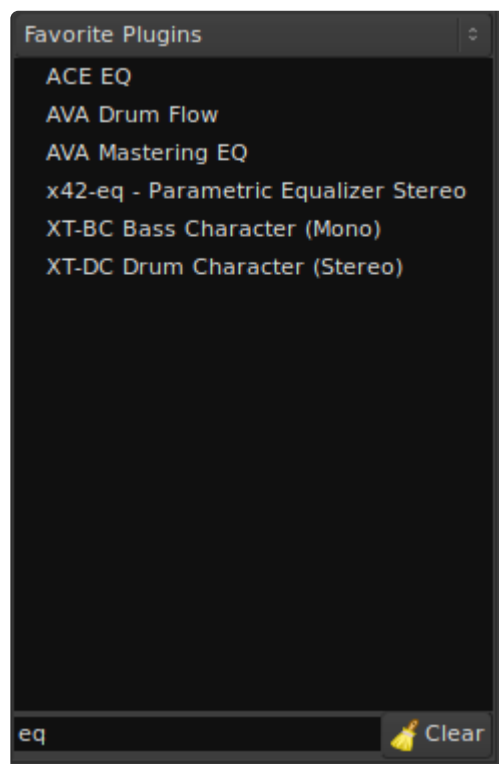 Favorite Plugins
ACE EQ
AVA Drum Flow
AVA Mastering EQ
x42-eq - Parametric Equalizer Stereo
XT-BC Bass Character (Mono)
XT-DC Drum Character (Stereo)
eq
Clear